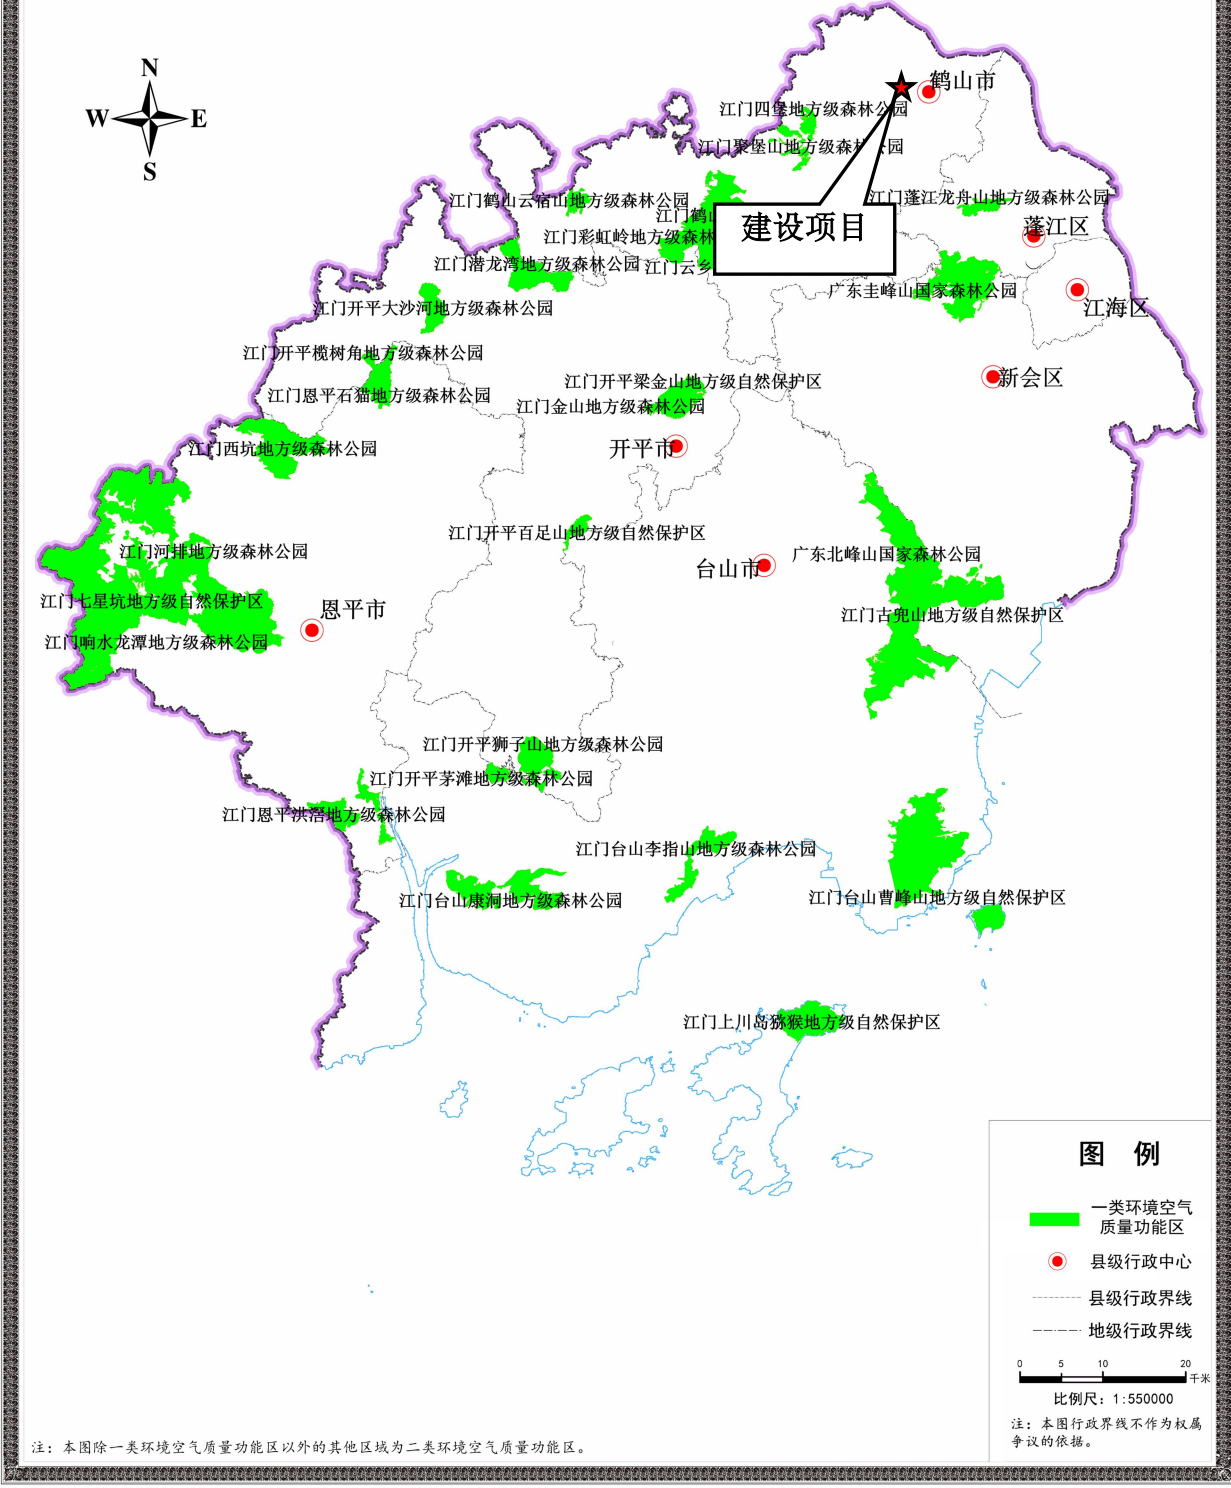 N
W
E
S
鹤山市
江门四堡地方级森林公园
江门聚堡山地方级森林公园
江门鹤山云宿山地方级森林公园
江门蓬江龙舟山地方级森林公园
江门鹤山
建设项目
蓬江区
江门彩虹岭地方级森林
江门潜龙湾地方级森林公园
江门云乡
广东圭峰山国家森林公园
江海区
江门开平大沙河地方级森林公园
江门开平榄树角地方级森林公园
江门开平梁金山地方级自然保护区
新会区
江门恩平石猫地方级森林公园
江门金山地方级森林公园
江门西坑地方级森林公园
开平市
江门开平百足山地方级自然保护区
江门河排地方级森林公园
广东北峰山国家森林公园
台山市
江门七星坑地方级自然保护区
恩平市
江门古兜山地方级自然保护区
江门响水龙潭地方级森林公园
江门开平狮子山地方级森林公园
江门开平茅滩地方级森林公园
江门恩平洪滘地方级森林公园
江门台山李指山地方级森林公园
江门台山康洞地方级森林公园
江门台山曹峰山地方级自然保护区
江门上川岛猕猴地方级自然保护区
图 例
一类环境空气
质量功能区
县级行政中心
县级行政界线
地级行政界线
0 5 10 20
千米
比例尺：1:550000
注：本图行政界线不作为权属
争议的依据。
注：本图除一类环境空气质量功能区以外的其他区域为二类环境空气质量功能区。